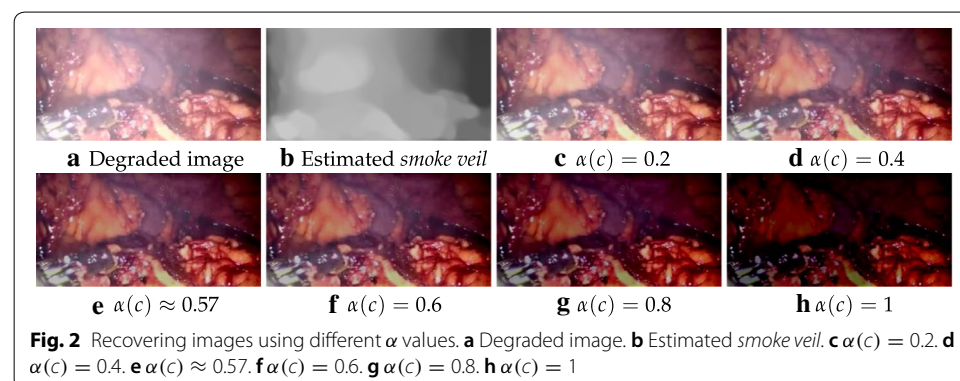 a Degraded image b Estimated smoke veil c α(c) = 0.2 d α(c) = 0.4
e α(c) ≈ 0.57 f α(c) = 0.6 g α(c) = 0.8 h α(c) = 1
Fig. 2 Recovering images using different α values. a Degraded image. b Estimated smoke veil. c α(c) = 0.2. d
α(c) = 0.4. e α(c) ≈ 0.57. f α(c) = 0.6. g α(c) = 0.8. h α(c) = 1